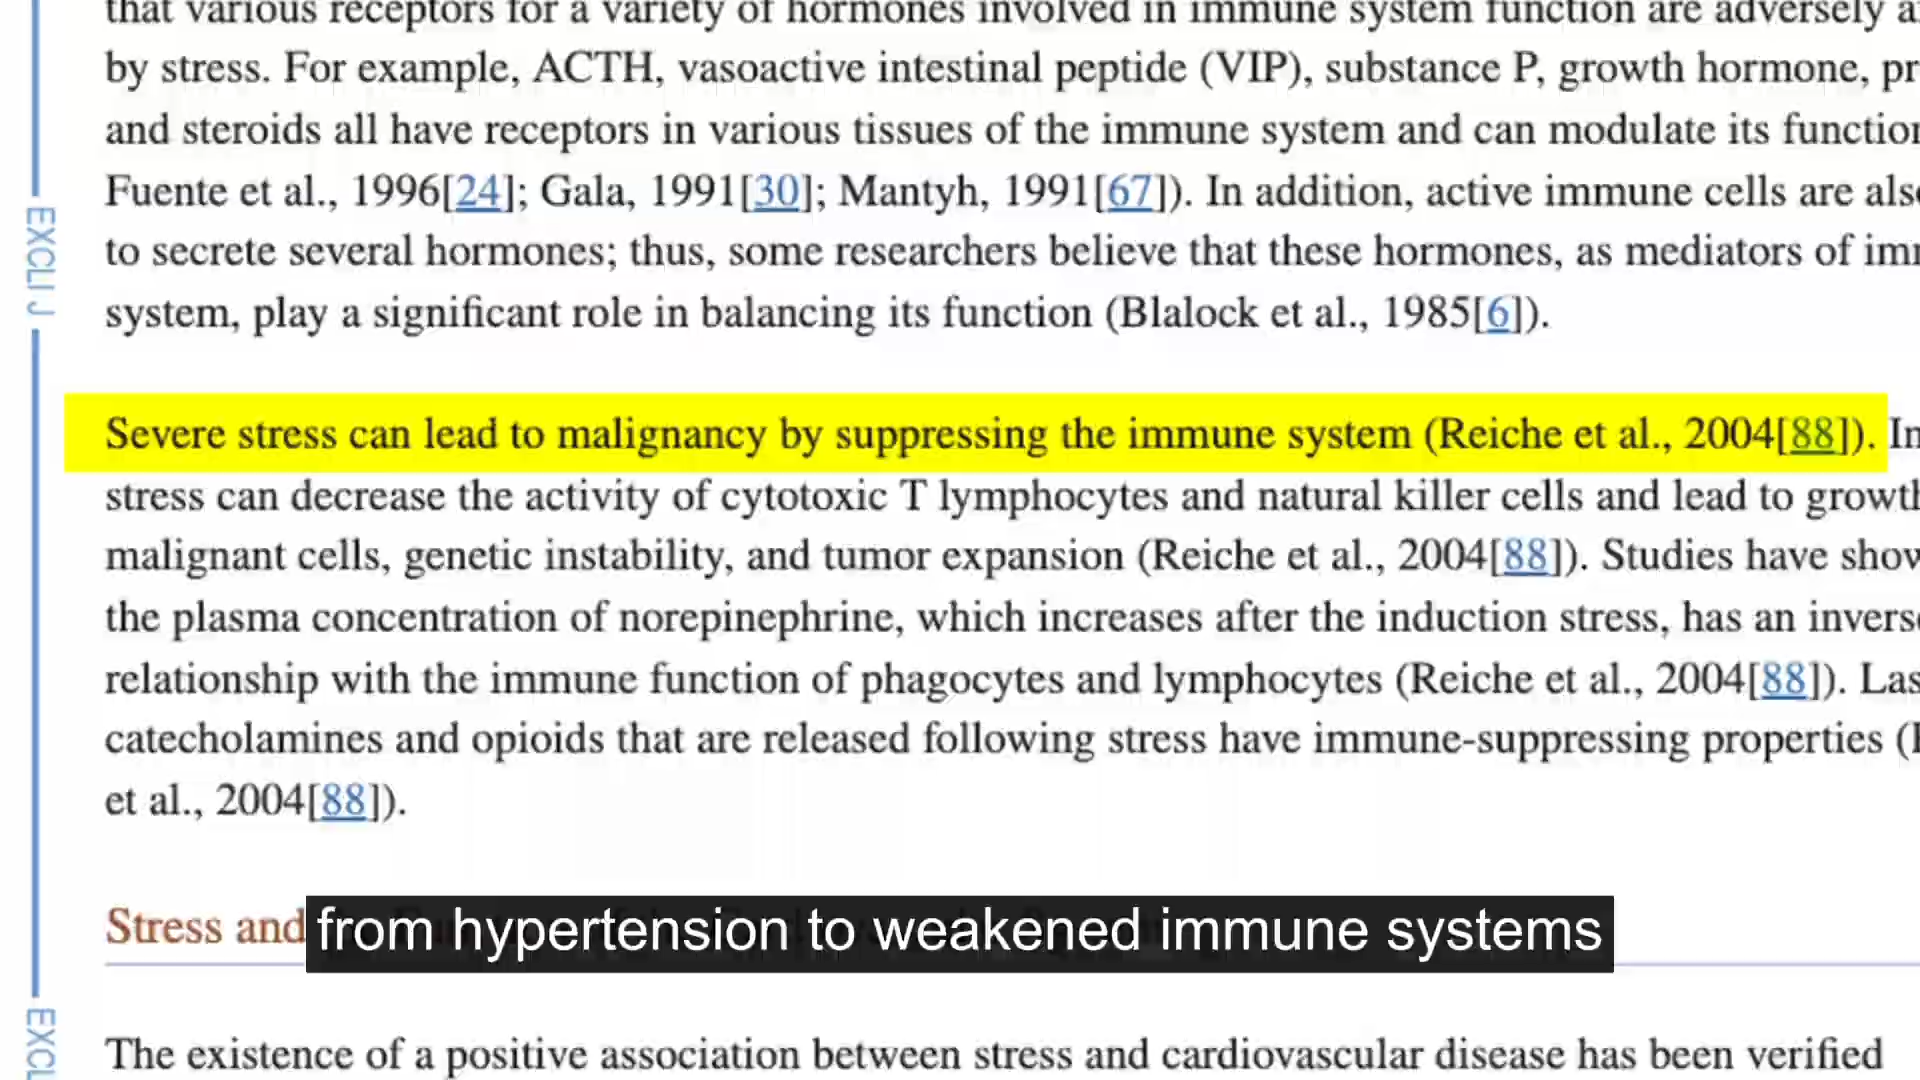 that various receptors for a variety of hormones involved in immune system function are adversely
by stress. For example, ACTH, vasoactive intestinal peptide (VIP), substance P, growth hormone,
and steroids all have receptors in various tissues of the immune system and can modulate its
Fuente et al., 1996[24]; Gala, 1991[30]; Mantyh, 1991[67]). In addition, active immune cells are
to secrete several hormones; thus, some researchers believe that these hormones, as mediators of
system, play a significant role in balancing its function (Blalock et al., 1985[6]).
Severe stress can lead to malignancy by suppressing the immune system (Reiche et al., 2004[88]). In
stress can decrease the activity of cytotoxic T lymphocytes and natural killer cells and lead to growth
malignant cells, genetic instability, and tumor expansion (Reiche et al., 2004[88]). Studies have
the plasma concentration of norepinephrine, which increases after the induction stress, has an
relationship with the immune function of phagocytes and lymphocytes (Reiche et al., 2004[88]).
catecholamines and opioids that are released following stress have immune-suppressing properties
et al., 2004[88]).
Stress and
from hypertension to weakened immune systems
The existence of a positive association between stress and cardiovascular disease has been verified
EXCLI J
EXCL